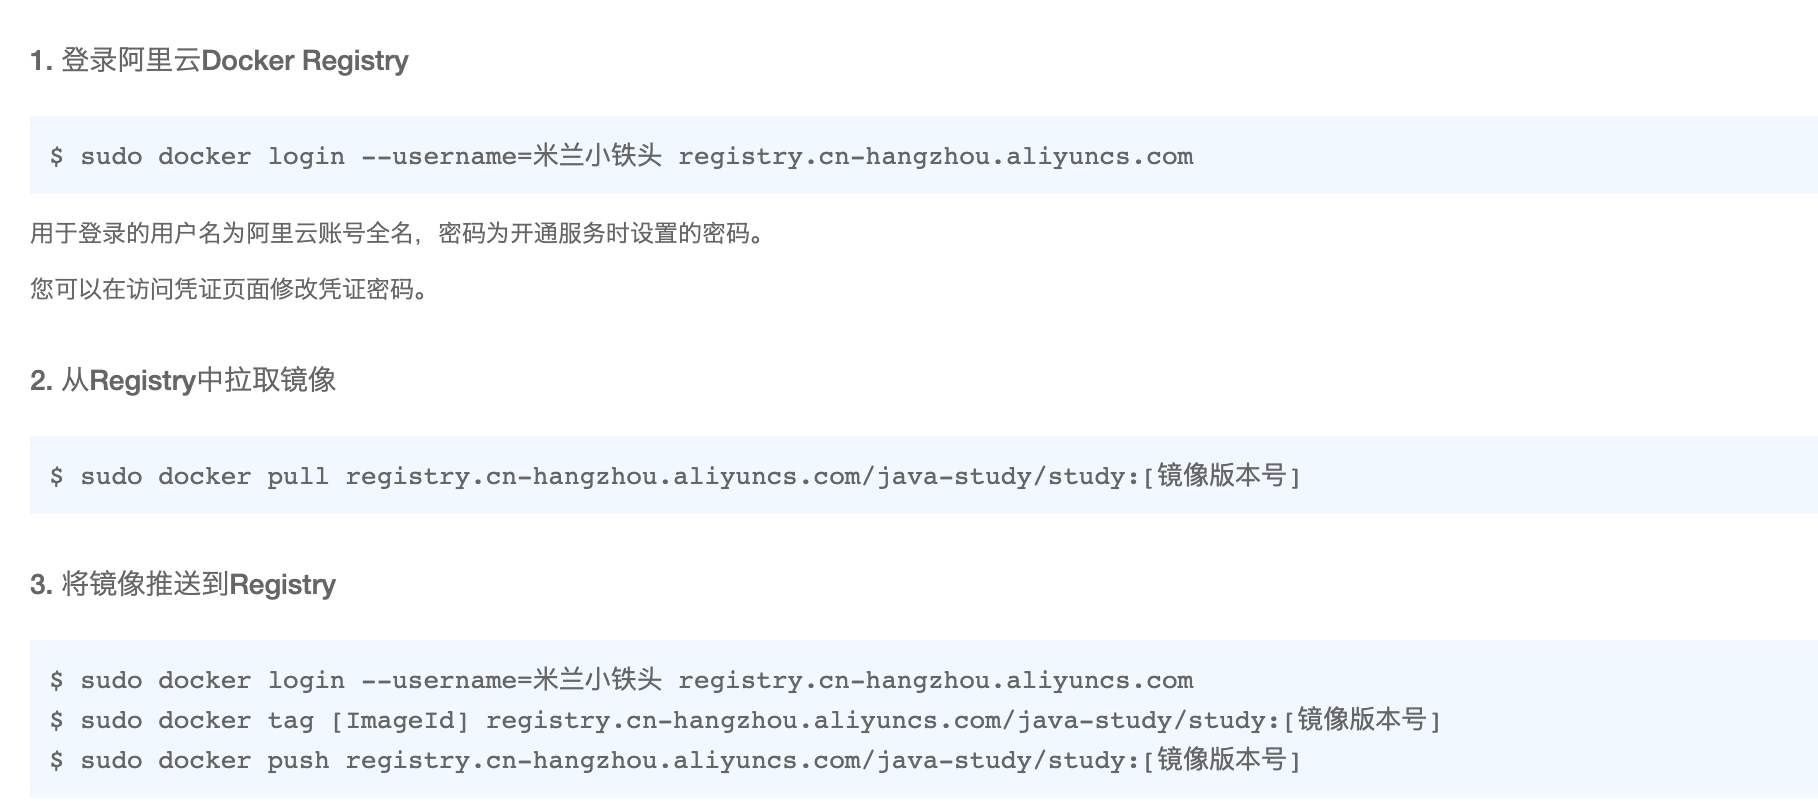 1. 登录阿里云Docker Registry
$ sudo docker login --username=米兰小铁头 registry.cn-hangzhou.aliyuncs.com
用于登录的用户名为阿里云账号全名，密码为开通服务时设置的密码。
您可以在访问凭证页面修改凭证密码。
2. 从Registry中拉取镜像
$ sudo docker pull registry.cn-hangzhou.aliyuncs.com/java-study/study:[镜像版本号]
3. 将镜像推送到Registry
$ sudo docker login --username=米兰小铁头 registry.cn-hangzhou.aliyuncs.com
$ sudo docker tag [ImageId] registry.cn-hangzhou.aliyuncs.com/java-study/study:[镜像版本号]
$ sudo docker push registry.cn-hangzhou.aliyuncs.com/java-study/study:[镜像版本号]